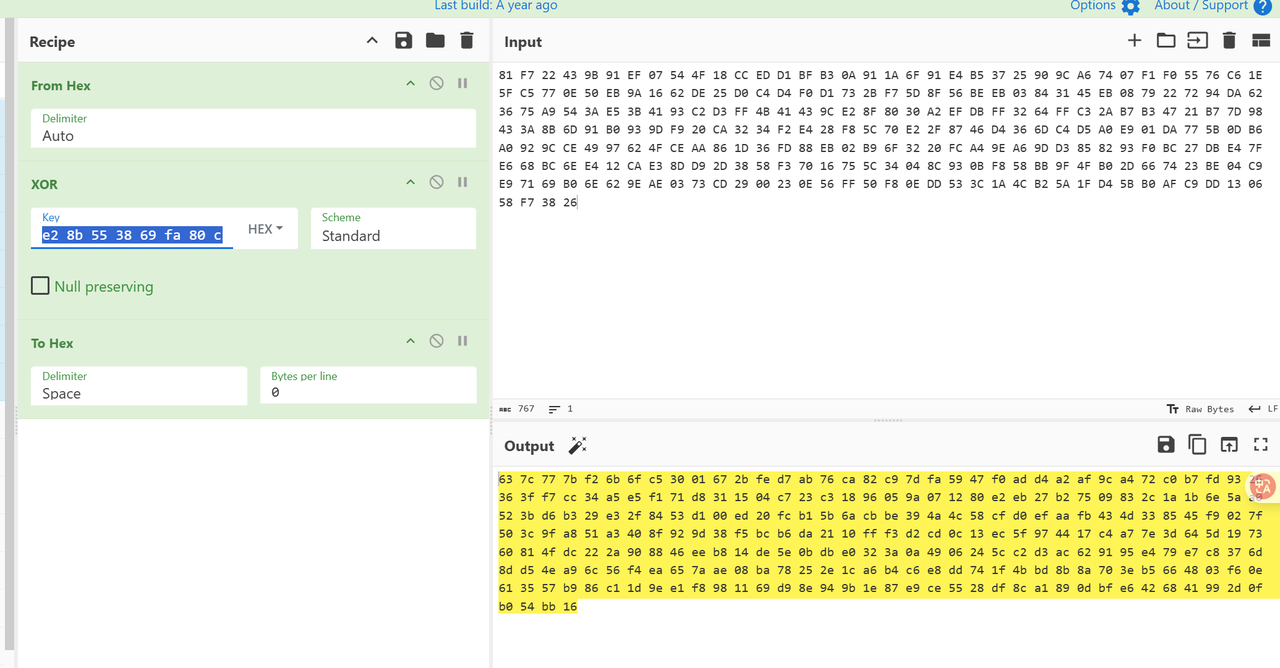 Last build: A year ago
Options
About / Support
Recipe
Input
From Hex
Delimiter
Auto
XOR
Key
e2 8b 55 38 69 fa 80 c
HEX
Scheme
Standard
Null preserving
To Hex
Delimiter
Space
Bytes per line
0
81 F7 22 43 9B 91 EF 07 54 4F 18 CC ED D1 BF B3 0A 91 1A 6F 91 E4 B5 37 25 90 9C A6 74 07 F1 F0 55 76 C6 1E
5F C5 77 0E 50 EB 9A 16 62 DE 25 D0 C4 D4 F0 D1 73 2B F7 5D 8F 56 BE EB 03 84 31 45 EB 08 79 22 72 94 DA 62
36 75 A9 54 3A E5 3B 41 93 C2 D3 FF 4B 41 43 9C E2 8F 80 30 A2 EF DB FF 32 64 FF C3 2A B7 B3 47 21 B7 7D 98
43 3A 8B 6D 91 B0 93 9D F9 20 CA 32 34 F2 E4 28 F8 5C 70 E2 2F 87 46 D4 36 6D C4 D5 A0 E9 01 DA 77 5B 0D B6
A0 92 9C CE 49 97 62 4F CE AA 86 1D 36 FD 88 EB 02 B9 6F 32 20 FC A4 9E A6 9D D3 85 82 93 F0 BC 27 DB E4 7F
E6 68 BC 6E E4 12 CA E3 8D D9 2D 38 58 F3 70 16 75 5C 34 04 8C 93 0B F8 58 BB 9F 4F B0 2D 66 74 23 BE 04 C9
E9 71 69 B0 6E 62 9E AE 03 73 CD 29 00 23 0E 56 FF 50 F8 0E DD 53 3C 1A 4C B2 5A 1F D4 5B B0 AF C9 DD 13 06
58 F7 38 26
ABC 767
1
Tт Raw Bytes
LF
Output
63 7c 77 7b f2 6b 6f c5 30 01 67 2b fe d7 ab 76 ca 82 c9 7d fa 59 47 f0 ad d4 a2 af 9c a4 72 c0 b7 fd 93
36 3f f7 cc 34 a5 e5 f1 71 d8 31 15 04 c7 23 c3 18 96 05 9a 07 12 80 e2 eb 27 b2 75 09 83 2c 1a 1b 6e 5a
52 3b d6 b3 29 e3 2f 84 53 d1 00 ed 20 fc b1 5b 6a cb be 39 4a 4c 58 cf d0 ef aa fb 43 4d 33 85 45 f9 02 7f
50 3c 9f a8 51 a3 40 8f 92 9d 38 f5 bc b6 da 21 10 ff f3 d2 cd 0c 13 ec 5f 97 44 17 c4 a7 7e 3d 64 5d 19 73
60 81 4f dc 22 2a 90 88 46 ee b8 14 de 5e 0b db e0 32 3a 0a 49 06 24 5c c2 d3 ac 62 91 95 e4 79 e7 c8 37 6d
8d d5 4e a9 6c 56 f4 ea 65 7a ae 08 ba 78 25 2e 1c a6 b4 c6 e8 dd 74 1f 4b bd 8b 8a 70 3e b5 66 48 03 f6 0e
61 35 57 b9 86 c1 1d 9e e1 f8 98 11 69 d9 8e 94 9b 1e 87 e9 ce 55 28 df 8c a1 89 0d bf e6 42 68 41 99 2d 0f
b0 54 bb 16